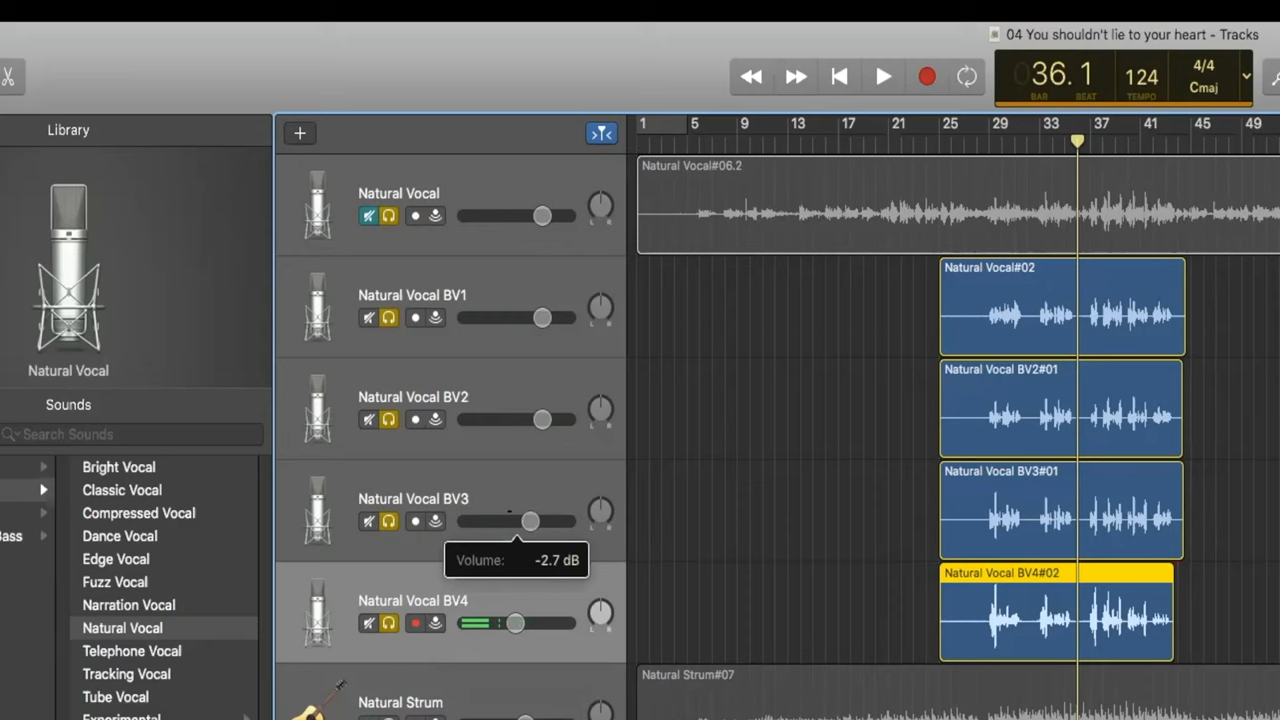 04 You shouldn't lie to your heart - Tracks
036.1
BAR BEAT
124
TEMPO
4/4
Cmaj
Library
1 5 9 13 17 21 25 29 33 37 41 45 49
Natural Vocal
Natural Vocal#06.2
L R
Natural Vocal BV1
Natural Vocal#02
L R
Natural Vocal
Natural Vocal BV2
Natural Vocal BV2#01
L R
Sounds
Search Sounds
Natural Vocal BV3
Natural Vocal BV3#01
L R
Volume: -2.7 dB
Natural Vocal BV4
Natural Vocal BV4#02
L R
Bright Vocal
Classic Vocal
Compressed Vocal
Bass
Dance Vocal
Edge Vocal
Fuzz Vocal
Narration Vocal
Natural Vocal
Telephone Vocal
Tracking Vocal
Tube Vocal
Experimental
Natural Strum
Natural Strum#07